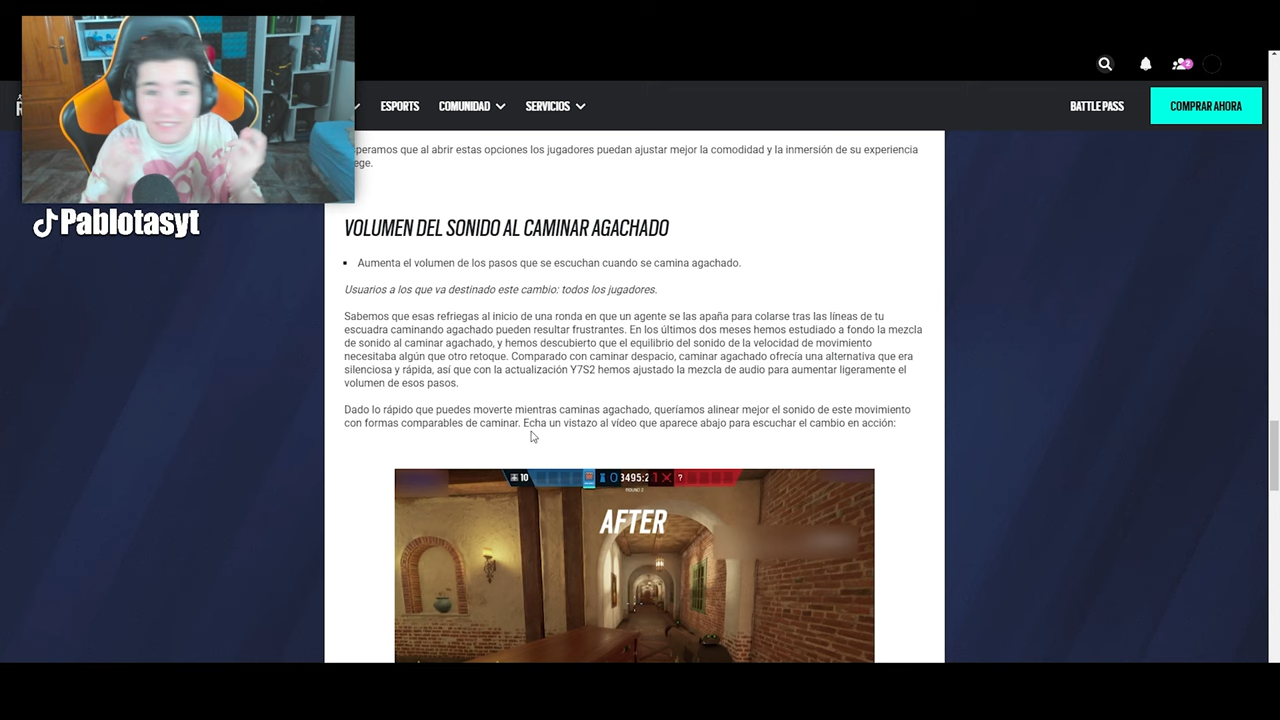 ESPORTS COMUNIDAD SERVICIOS BATTLE PASS COMPRAR AHORA
2
Pablotasyt
speramos que al abrir estas opciones los jugadores puedan ajustar mejor la comodidad y la inmersión de su experiencia
ege.
VOLUMEN DEL SONIDO AL CAMINAR AGACHADO
▪ Aumenta el volumen de los pasos que se escuchan cuando se camina agachado.
Usuarios a los que va destinado este cambio: todos los jugadores.
Sabemos que esas refriegas al inicio de una ronda en que un agente se las apaña para colarse tras las líneas de tu
escuadra caminando agachado pueden resultar frustrantes. En los últimos dos meses hemos estudiado a fondo la mezcla
de sonido al caminar agachado, y hemos descubierto que el equilibrio del sonido de la velocidad de movimiento
necesitaba algún que otro retoque. Comparado con caminar despacio, caminar agachado ofrecía una alternativa que era
silenciosa y rápida, así que con la actualización Y7S2 hemos ajustado la mezcla de audio para aumentar ligeramente el
volumen de esos pasos.
Dado lo rápido que puedes moverte mientras caminas agachado, queríamos alinear mejor el sonido de este movimiento
con formas comparables de caminar. Echa un vistazo al vídeo que aparece abajo para escuchar el cambio en acción:
10 0 3495:2 1 ?
AFTER